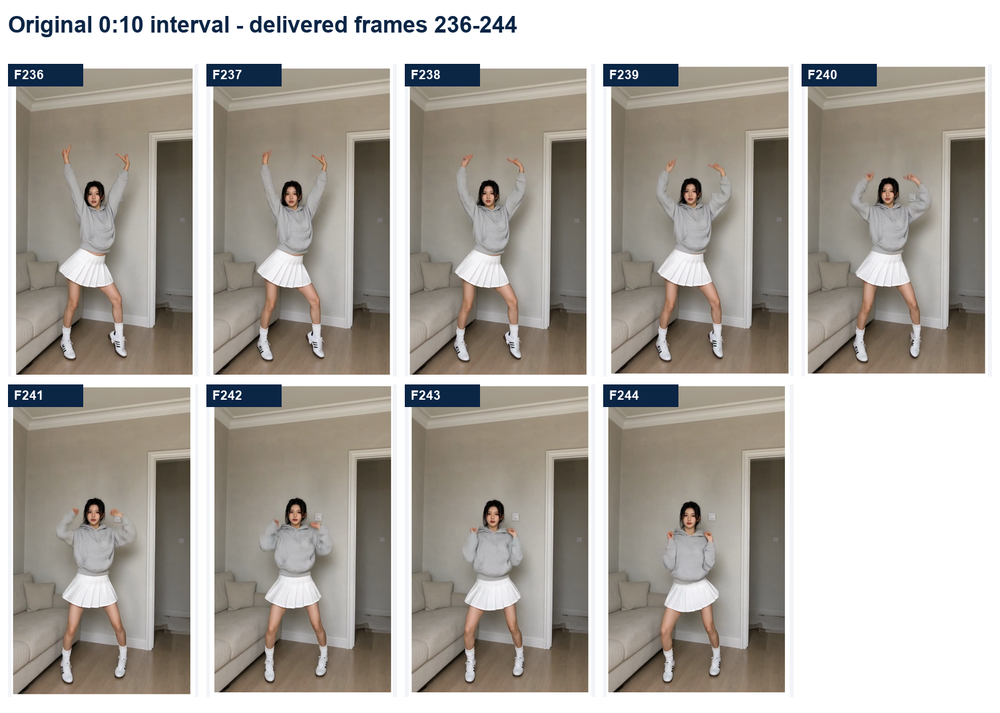 Original 0:10 interval - delivered frames 236-244
F236
F237
F238
F239
F240
F241
F242
F243
F244